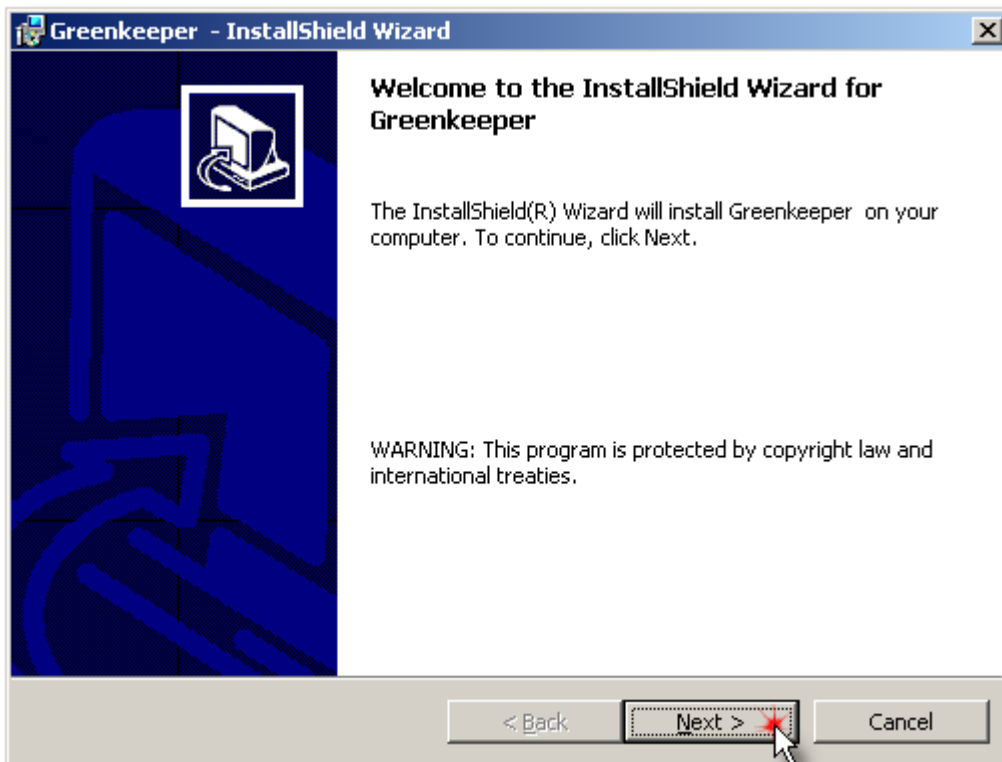 Greenkeeper - InstallShield Wizard
Welcome to the InstallShield Wizard for
Greenkeeper
The InstallShield(R) Wizard will install Greenkeeper on your
computer. To continue, click Next.
WARNING: This program is protected by copyright law and
international treaties.
< Back
Next >
Cancel